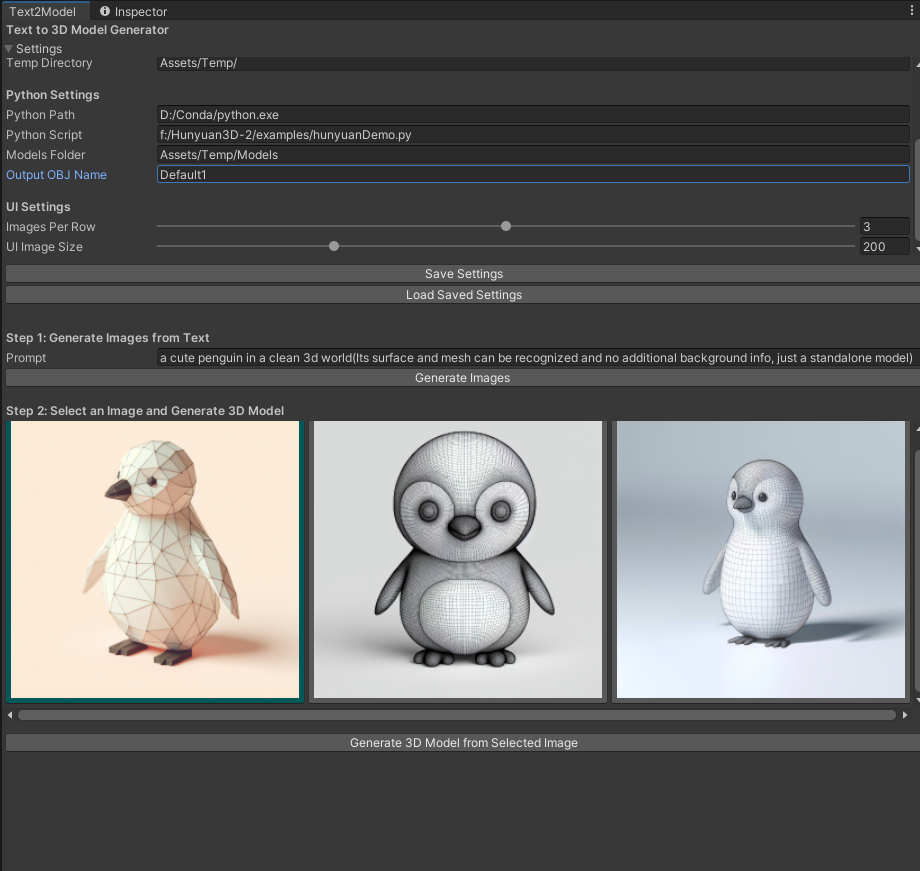 Text2Model Inspector
Text to 3D Model Generator
Settings
Temp Directory Assets/Temp/
Python Settings
Python Path D:/Conda/python.exe
Python Script f:/Hunyuan3D-2/examples/hunyuanDemo.py
Models Folder Assets/Temp/Models
Output OBJ Name Default1
UI Settings
Images Per Row 3
UI Image Size 200
Save Settings
Load Saved Settings
Step 1: Generate Images from Text
Prompt a cute penguin in a clean 3d world(Its surface and mesh can be recognized and no additional background info, just a standalone model)
Generate Images
Step 2: Select an Image and Generate 3D Model
Generate 3D Model from Selected Image